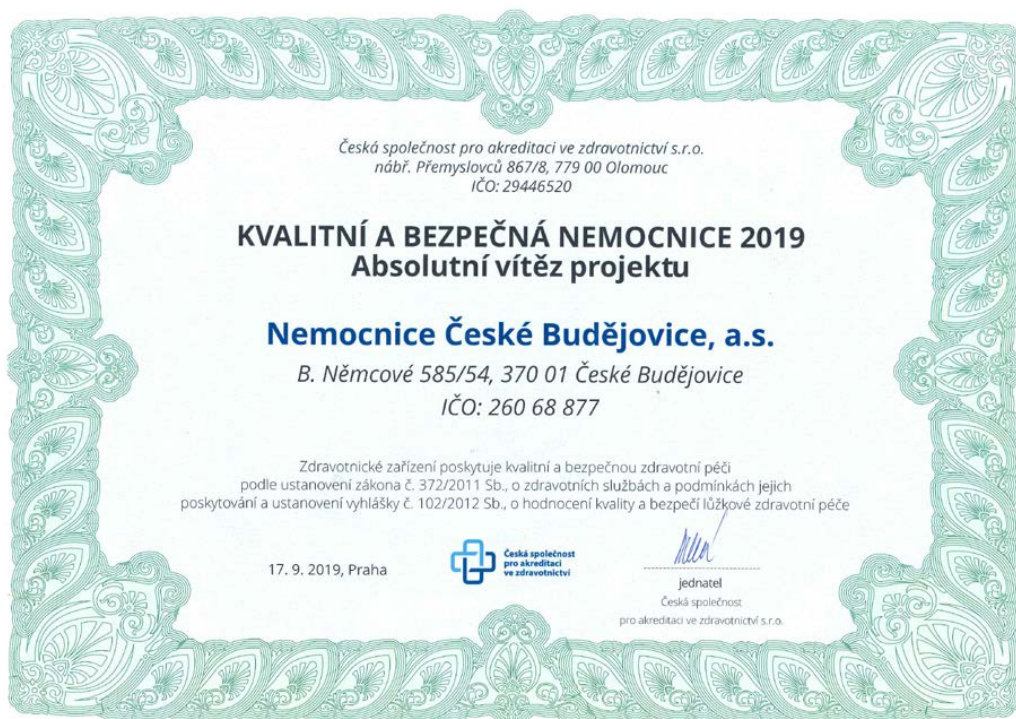 Česká společnost pro akreditaci ve zdravotnictví s.r.o.
nábř. Přemyslovců 867/8, 779 00 Olomouc
IČO: 29446520
KVALITNÍ A BEZPEČNÁ NEMOCNICE 2019
Absolutní vítěz projektu
Nemocnice České Budějovice, a.s.
B. Němcové 585/54, 370 01 České Budějovice
IČO: 260 68 877
Zdravotnické zařízení poskytuje kvalitní a bezpečnou zdravotní péči
podle ustanovení zákona č. 372/2011 Sb., o zdravotních službách a podmínkách jejich
poskytování a ustanovení vyhlášky č. 102/2012 Sb., o hodnocení kvality a bezpečí lůžkové zdravotní péče
17. 9. 2019, Praha
Česká společnost
pro akreditaci
ve zdravotnictví
jednatel
Česká společnost
pro akreditaci ve zdravotnictví s.r.o.